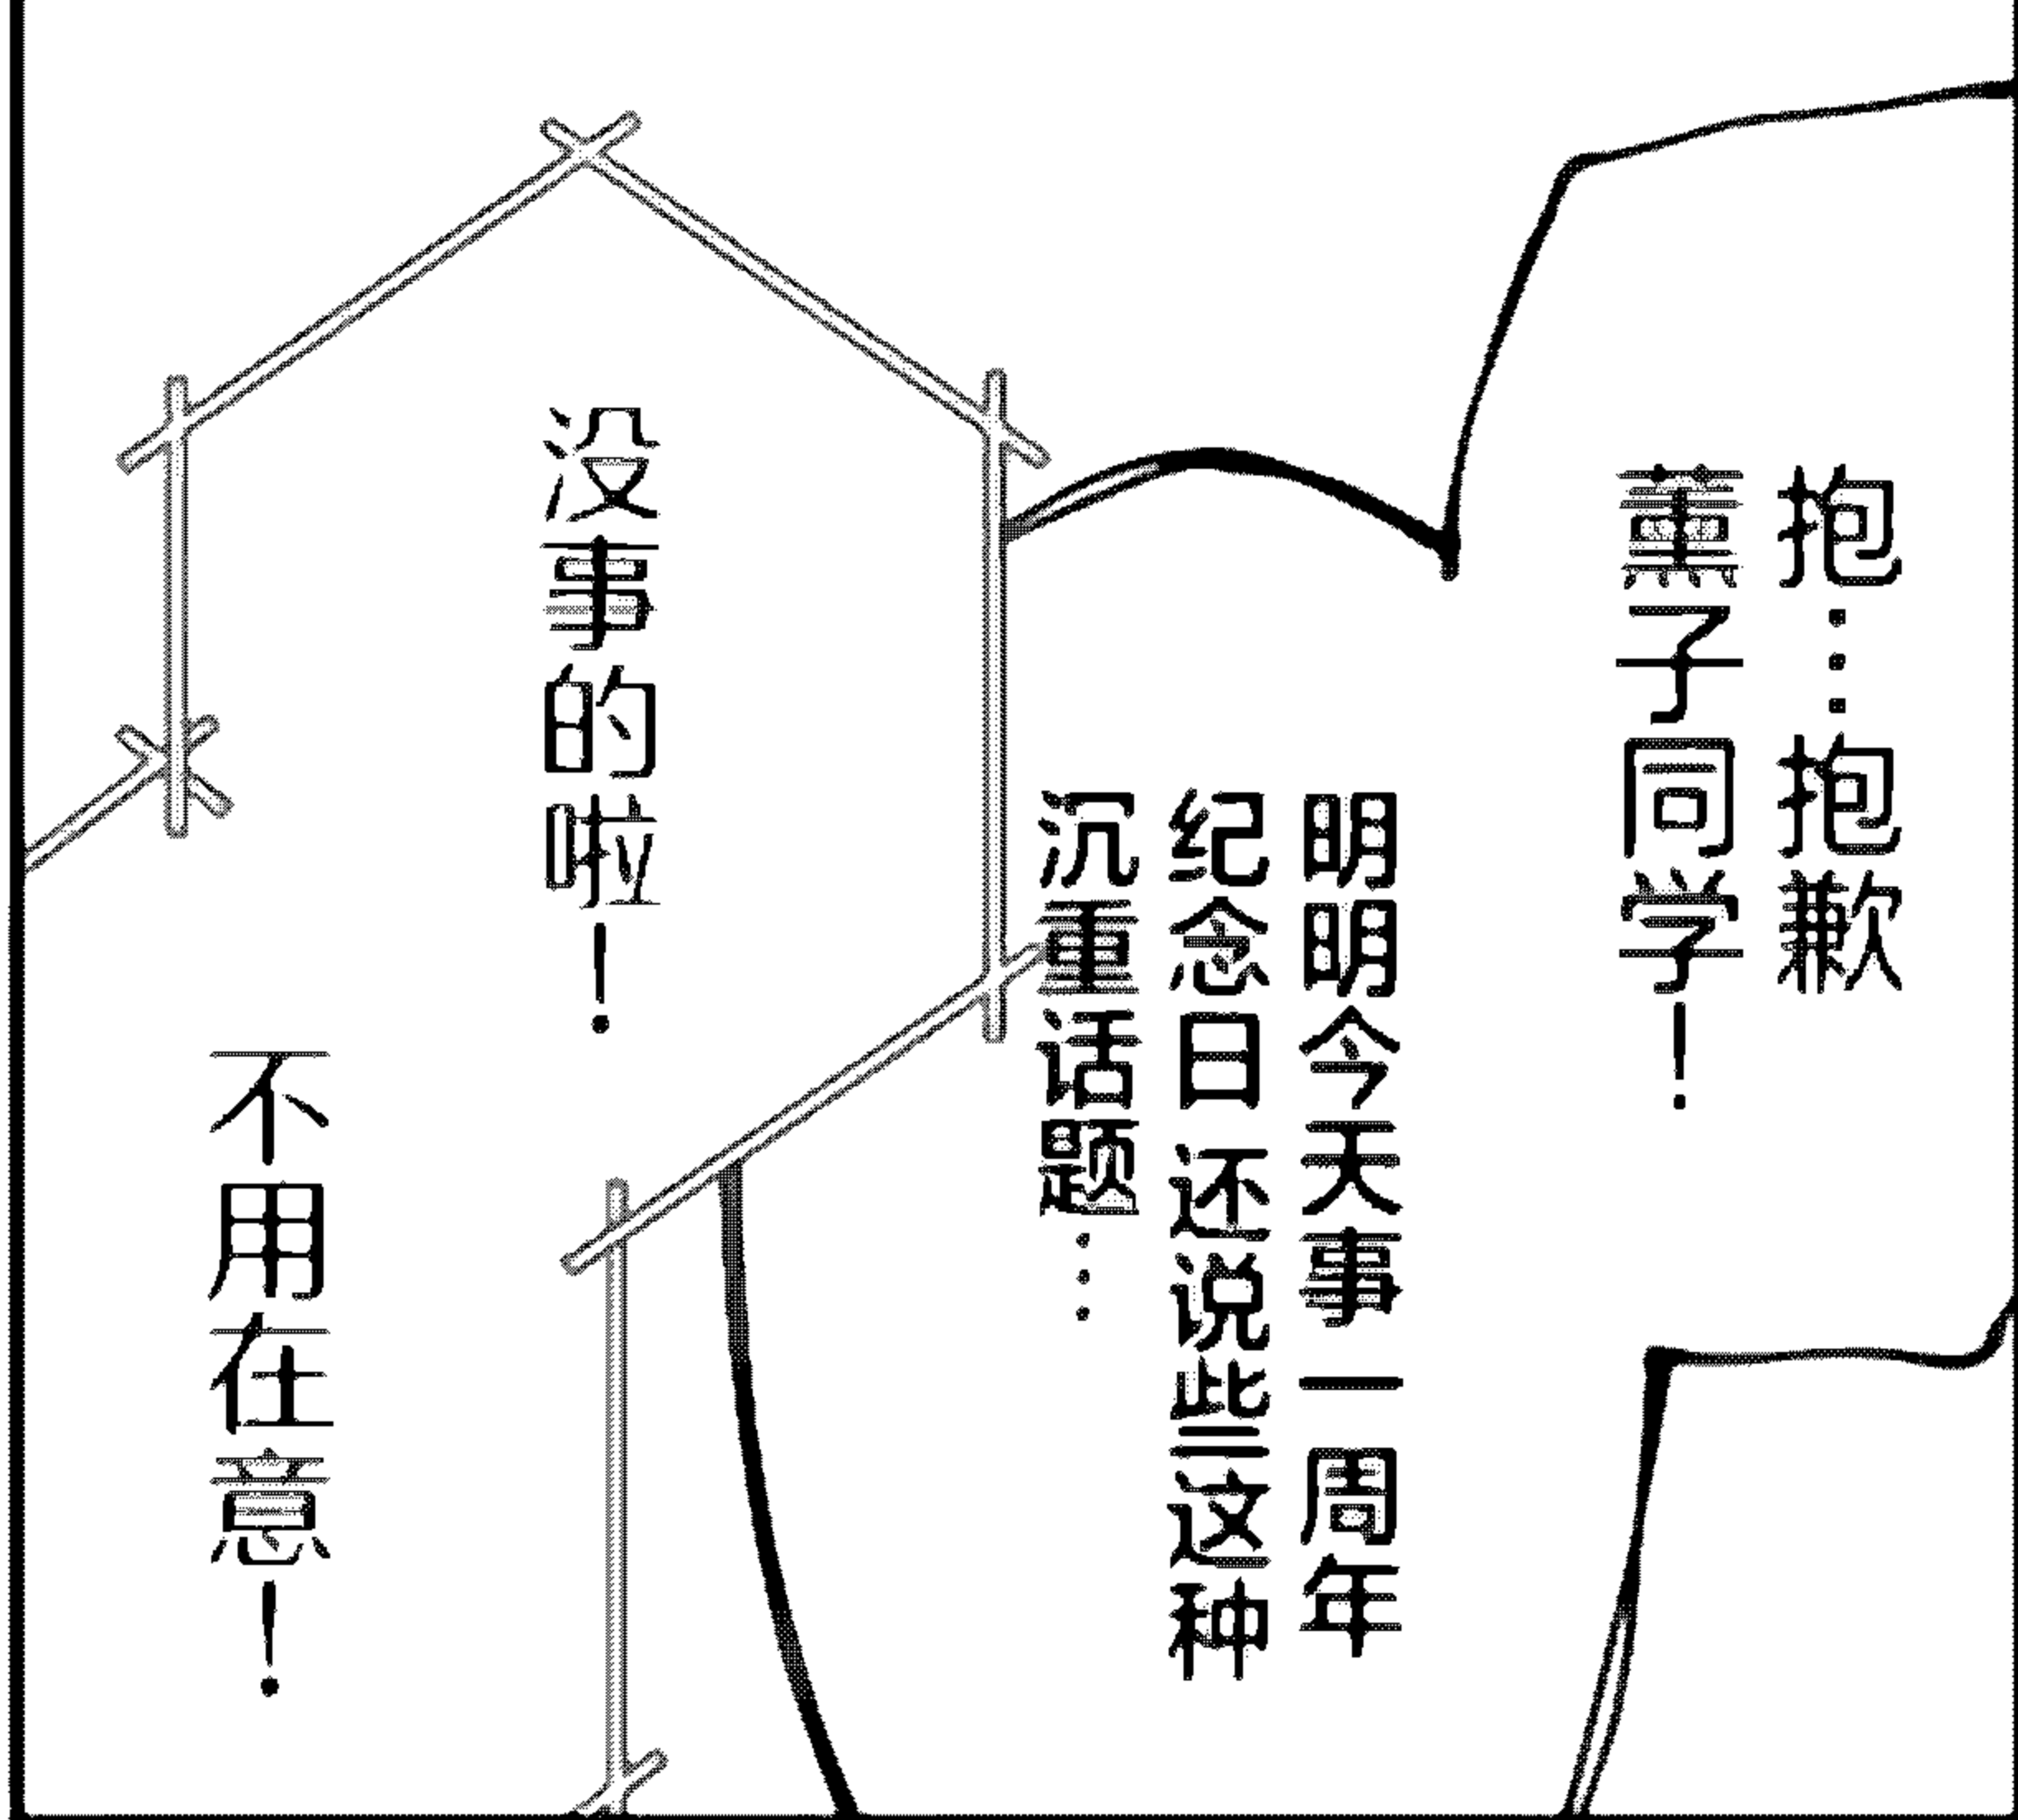 抱…抱歉
薰子同学！
明明今天事一周年
纪念日 还说些这种
沉重话题…
没事的啦！
不用在意！